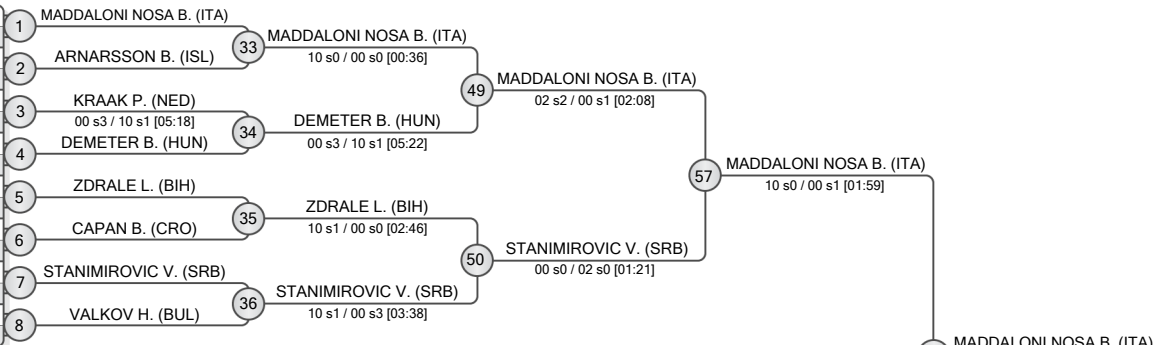 1
MADDALONI NOSA B. (ITA)
2
ARNARSSON B. (ISL)
33
MADDALONI NOSA B. (ITA)
10 s0 / 00 s0 [00:36]
3
KRAAK P. (NED)
00 s3 / 10 s1 [05:18]
4
DEMETER B. (HUN)
34
DEMETER B. (HUN)
00 s3 / 10 s1 [05:22]
49
MADDALONI NOSA B. (ITA)
02 s2 / 00 s1 [02:08]
5
ZDRALE L. (BIH)
6
CAPAN B. (CRO)
35
ZDRALE L. (BIH)
10 s1 / 00 s0 [02:46]
7
STANIMIROVIC V. (SRB)
8
VALKOV H. (BUL)
36
STANIMIROVIC V. (SRB)
10 s1 / 00 s3 [03:38]
50
STANIMIROVIC V. (SRB)
00 s0 / 02 s0 [01:21]
57
MADDALONI NOSA B. (ITA)
10 s0 / 00 s1 [01:59]
MADDALONI NOSA B. (ITA)